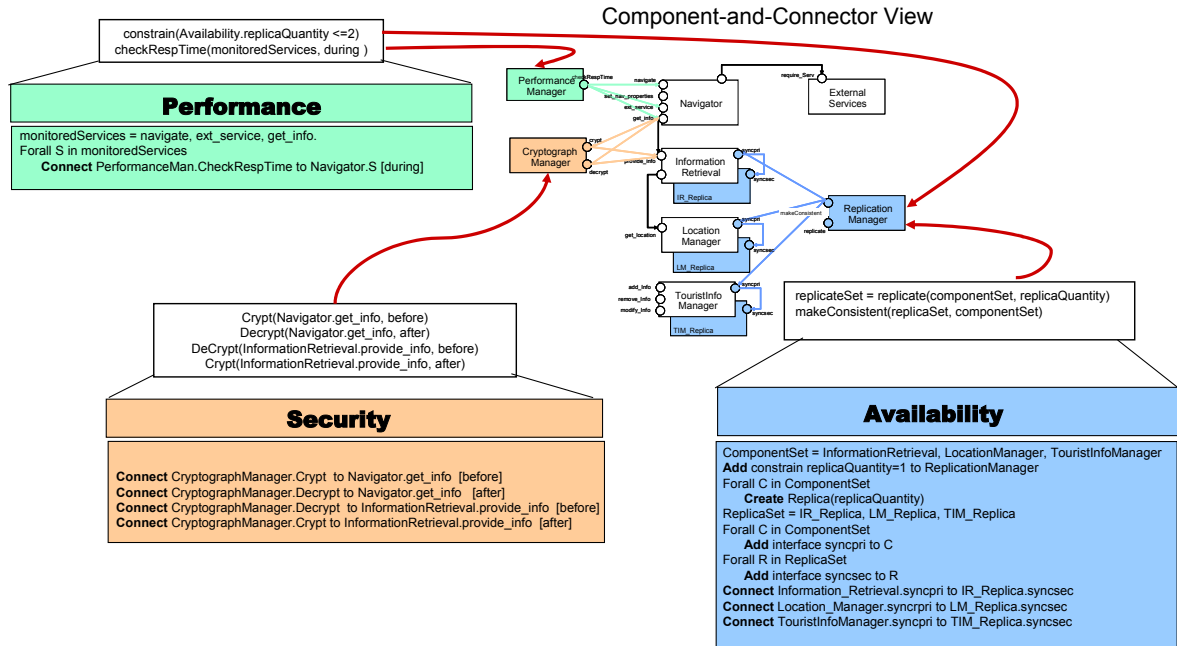 Component-and-Connector View
constrain(Availability.replicaQuantity <=2)
checkRespTime(monitoredServices, during )
Performance
monitoredServices = navigate, ext_service, get_info.
Forall S in monitoredServices
Connect PerformanceMan.CheckRespTime to Navigator.S [during]
Performance
Manager
checkRespTime
navigate
set_nav_properties
ext_service
get_info
Navigator
require_Serv
External
Services
Cryptograph
Manager
crypt
decrypt
provide_info
Information
Retrieval
syncpri
syncsec
IR_Replica
get_location
Location
Manager
syncpri
syncsec
LM_Replica
makeConsistent
replicate
Replication
Manager
add_Info
remove_Info
modify_Info
TouristInfo
Manager
syncpri
syncsec
TIM_Replica
Crypt(Navigator.get_info, before)
Decrypt(Navigator.get_info, after)
DeCrypt(InformationRetrieval.provide_info, before)
Crypt(InformationRetrieval.provide_info, after)
Security
Connect CryptographManager.Crypt to Navigator.get_info [before]
Connect CryptographManager.Decrypt to Navigator.get_info [after]
Connect CryptographManager.Decrypt to InformationRetrieval.provide_info [before]
Connect CryptographManager.Crypt to InformationRetrieval.provide_info [after]
replicateSet = replicate(componentSet, replicaQuantity)
makeConsistent(replicaSet, componentSet)
Availability
ComponentSet = InformationRetrieval, LocationManager, TouristInfoManager
Add constrain replicaQuantity=1 to ReplicationManager
Forall C in ComponentSet
Create Replica(replicaQuantity)
ReplicaSet = IR_Replica, LM_Replica, TIM_Replica
Forall C in ComponentSet
Add interface syncpri to C
Forall R in ReplicaSet
Add interface syncsec to R
Connect Information_Retrieval.syncpri to IR_Replica.syncsec
Connect Location_Manager.syncrpri to LM_Replica.syncsec
Connect TouristInfoManager.syncpri to TIM_Replica.syncsec